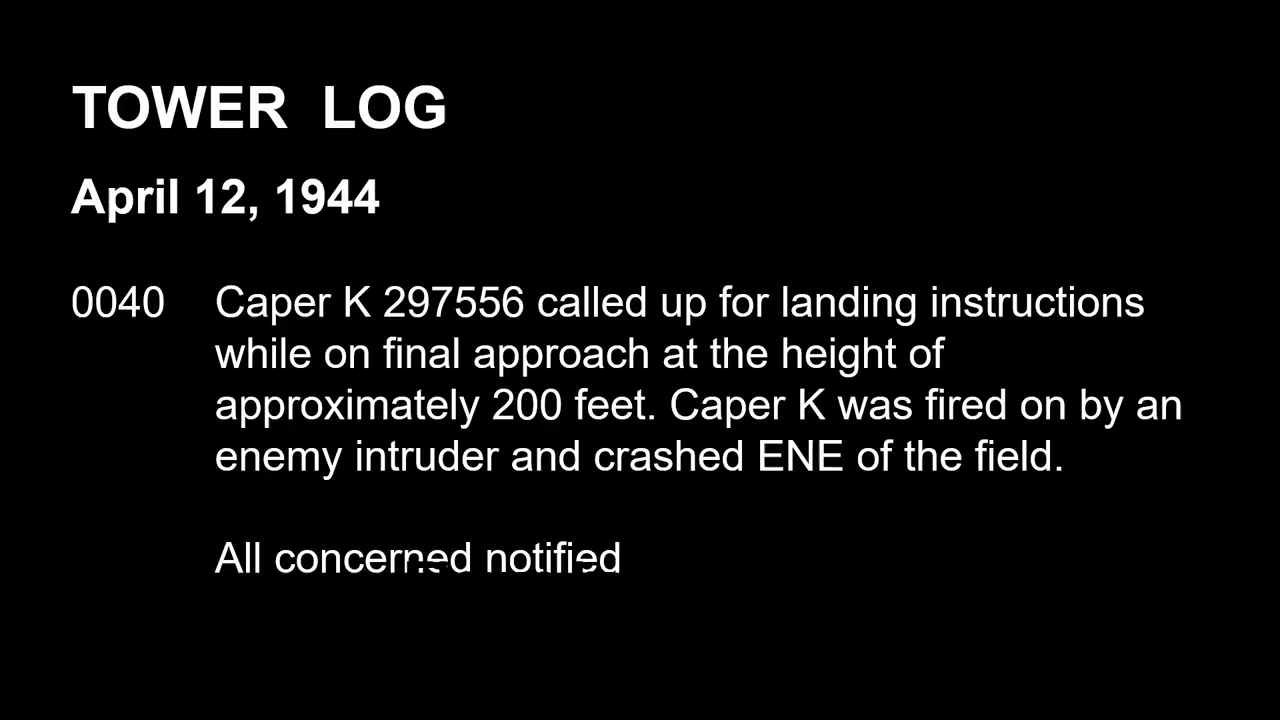 TOWER LOG
April 12, 1944
0040 Caper K 297556 called up for landing instructions
while on final approach at the height of
approximately 200 feet. Caper K was fired on by an
enemy intruder and crashed ENE of the field.
All concerned notified